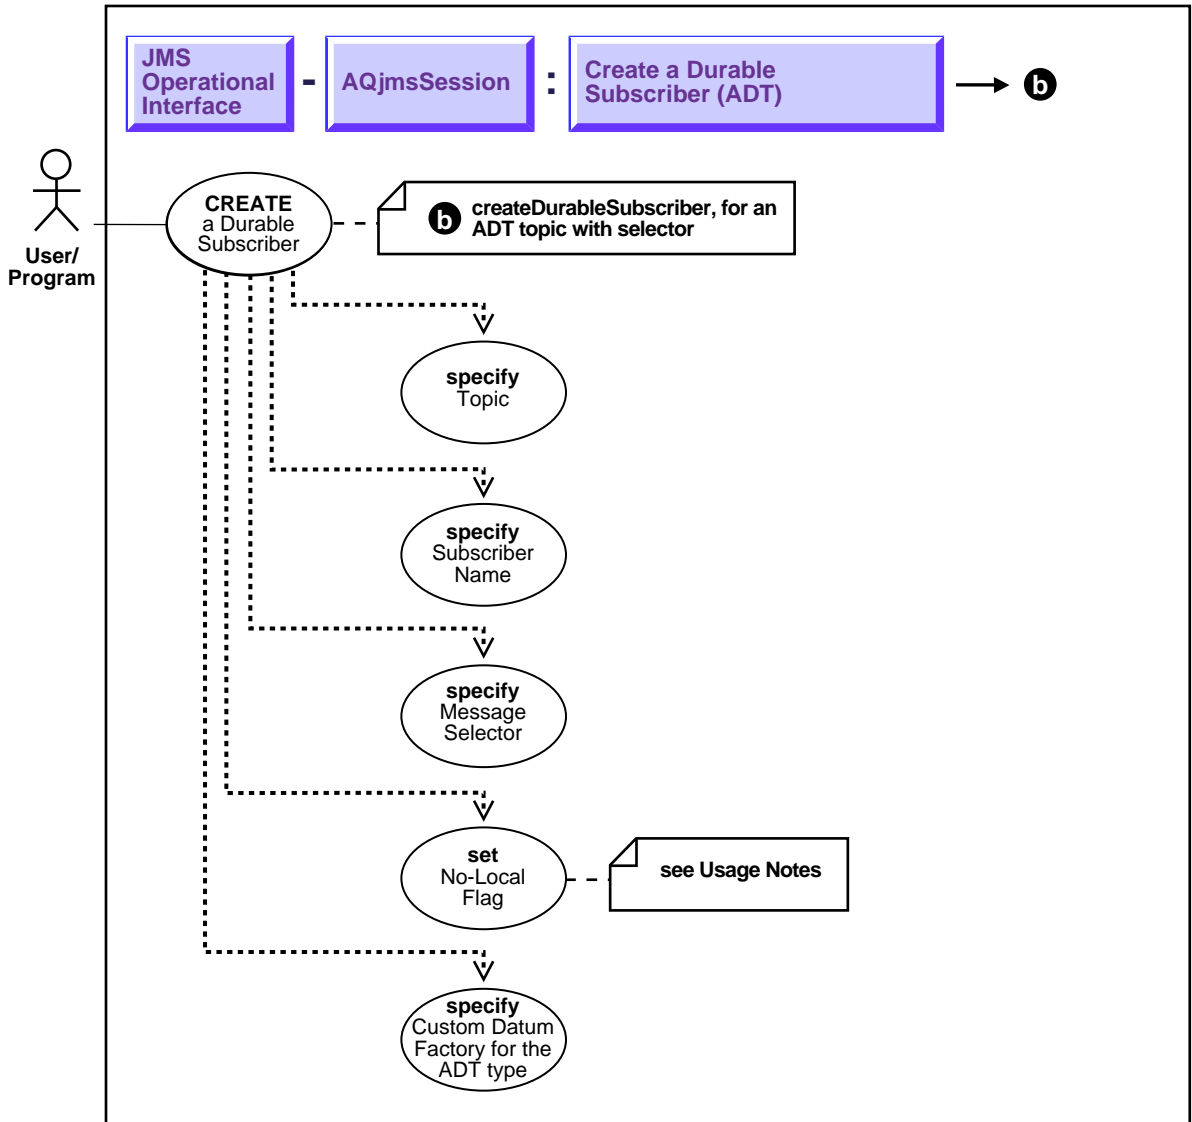 JMS
Operational
Interface
-
AQjmsSession
:
Create a Durable
Subscriber (ADT)
b
User/
Program
CREATE
a Durable
Subscriber
b
createDurableSubscriber, for an
ADT topic with selector
specify
Topic
specify
Subscriber
Name
specify
Message
Selector
set
No-Local
Flag
see Usage Notes
specify
Custom Datum
Factory for the
ADT type